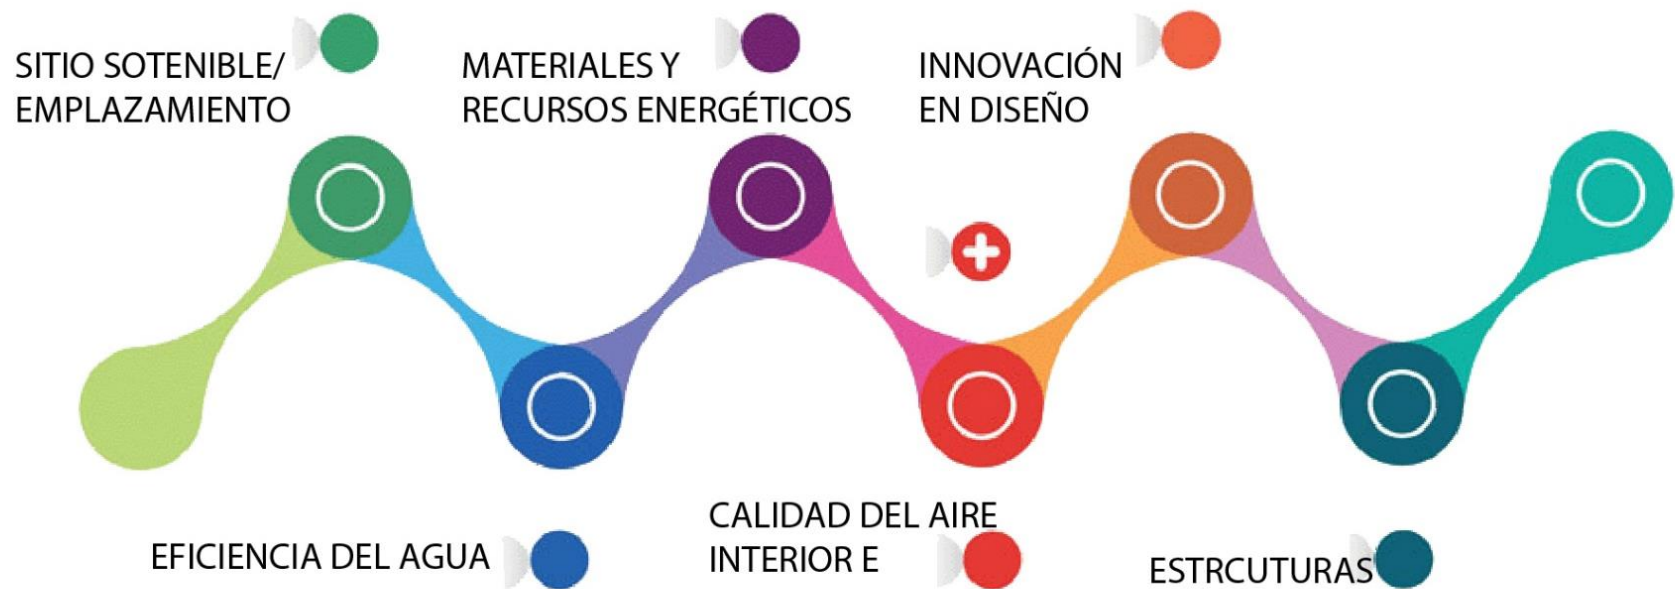 SITIO SOTENIBLE/
EMPLAZAMIENTO
MATERIALES Y
RECURSOS ENERGÉTICOS
INNOVACIÓN
EN DISEÑO
EFICIENCIA DEL AGUA
CALIDAD DEL AIRE
INTERIOR E
ESTRCUTURAS